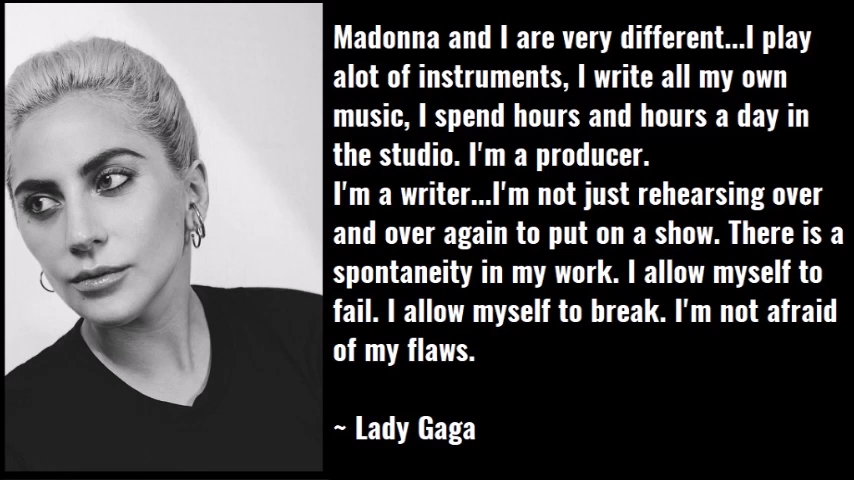 Madonna and I are very different...I play
alot of instruments, I write all my own
music, I spend hours and hours a day in
the studio. I'm a producer.
I'm a writer...I'm not just rehearsing over
and over again to put on a show. There is a
spontaneity in my work. I allow myself to
fail. I allow myself to break. I'm not afraid
of my flaws.
~ Lady Gaga